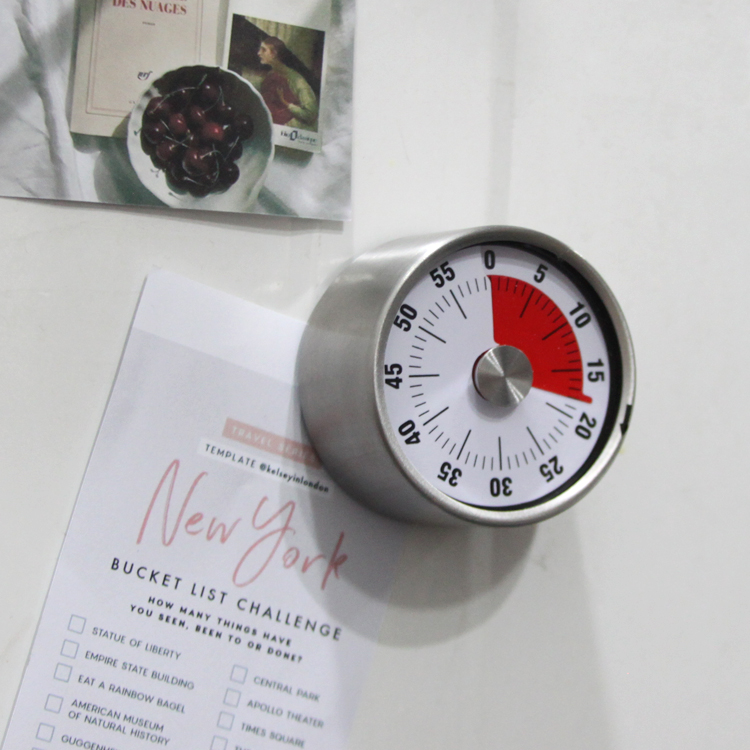 DES NUAGES
roman
nrf
0
5
10
15
20
25
30
35
40
45
50
55
TRAVEL SERIES
TEMPLATE @kelseyinlondon
New York
BUCKET LIST CHALLENGE
HOW MANY THINGS HAVE
YOU SEEN, BEEN TO OR DONE?
STATUE OF LIBERTY
EMPIRE STATE BUILDING
EAT A RAINBOW BAGEL
AMERICAN MUSEUM
OF NATURAL HISTORY
CENTRAL PARK
APOLLO THEATER
TIMES SQUARE